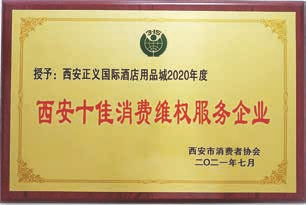 授予：西安正义国际酒店用品城2020年度
西安十佳消费维权服务企业
西安市消费者协会
二〇二一年七月